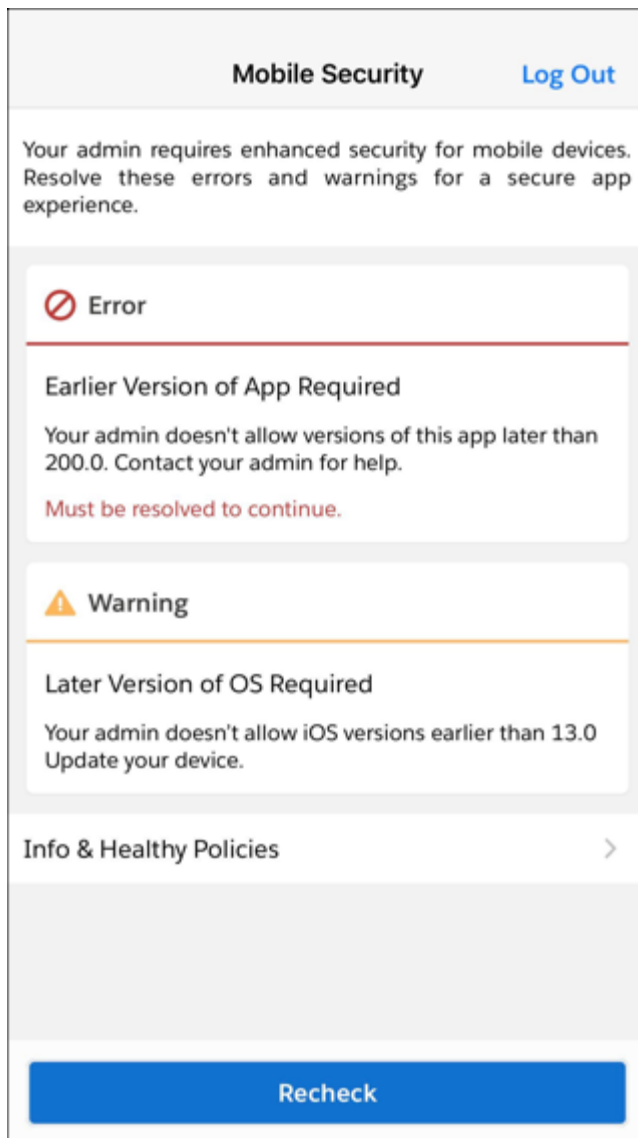 Mobile Security
Log Out
Your admin requires enhanced security for mobile devices.
Resolve these errors and warnings for a secure app
experience.
Error
Earlier Version of App Required
Your admin doesn't allow versions of this app later than
200.0. Contact your admin for help.
Must be resolved to continue.
Warning
Later Version of OS Required
Your admin doesn't allow iOS versions earlier than 13.0
Update your device.
Info & Healthy Policies
Recheck